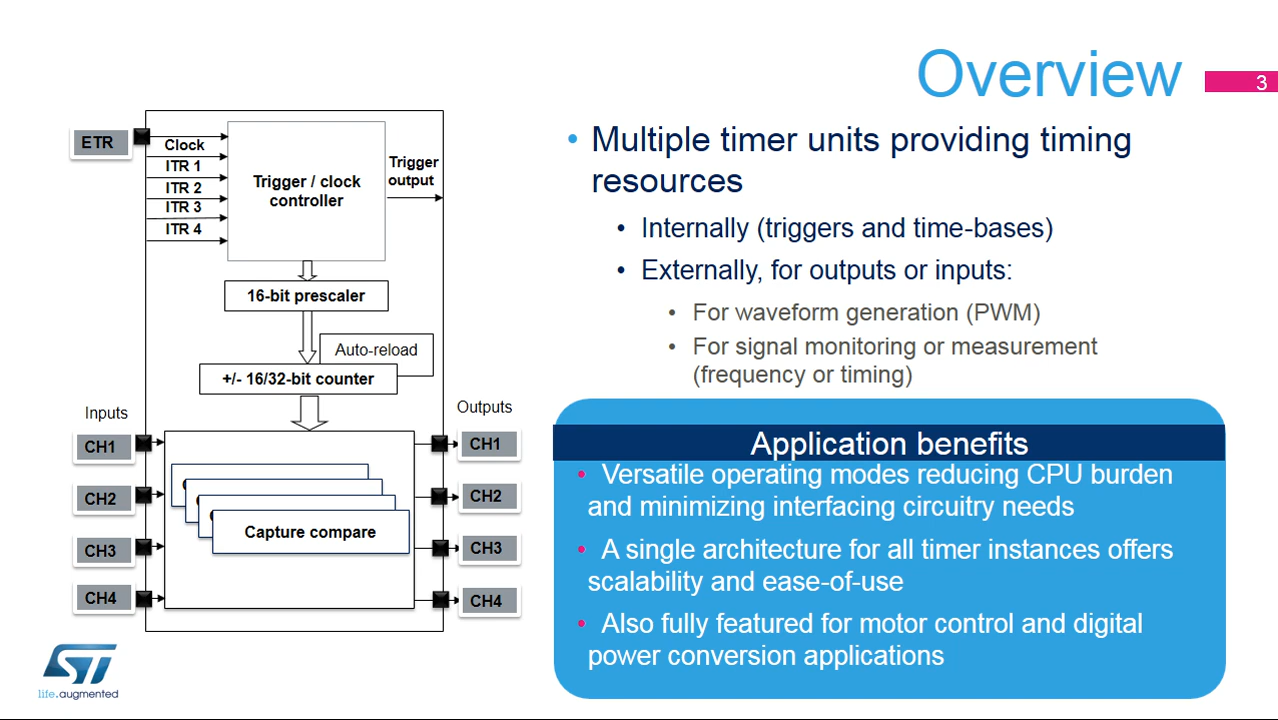 Overview
3
ETR
Clock
ITR 1
ITR 2
ITR 3
ITR 4
Trigger / clock
controller
Trigger
output
16-bit prescaler
Auto-reload
+/- 16/32-bit counter
Inputs
Outputs
CH1
CH2
CH3
CH4
Capture compare
CH1
CH2
CH3
CH4
• Multiple timer units providing timing
resources
• Internally (triggers and time-bases)
• Externally, for outputs or inputs:
• For waveform generation (PWM)
• For signal monitoring or measurement
(frequency or timing)
Application benefits
• Versatile operating modes reducing CPU burden
and minimizing interfacing circuitry needs
• A single architecture for all timer instances offers
scalability and ease-of-use
• Also fully featured for motor control and digital
power conversion applications
ST
life.augmented